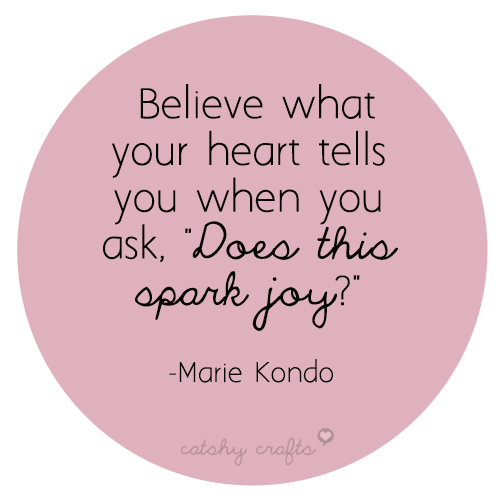 Believe what
your heart tells
you when you
ask, "Does this
spark joy?"
-Marie Kondo
catshy crafts